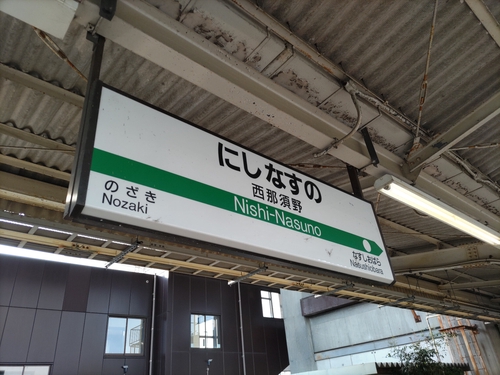 にしなすの
西那須野
Nishi-Nasuno
のざき
Nozaki
なすしおばら
Nasushiobara